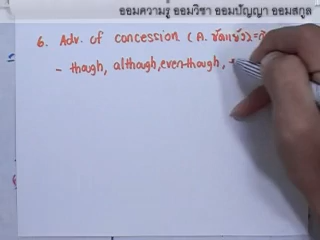 ออมความรู้ ออมวิชา ออมปัญญา ออมสกูล
6. Adv. of concession (A. ขัดแย้ง)
- though, although, even-though,